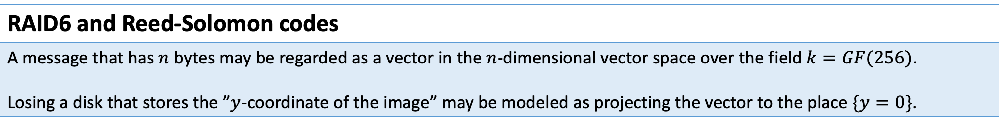 RAID6 and Reed-Solomon codes
A message that has n bytes may be regarded as a vector in the n-dimensional vector space over the field k = GF(256).
Losing a disk that stores the ”y-coordinate of the image” may be modeled as projecting the vector to the place {y = 0}.